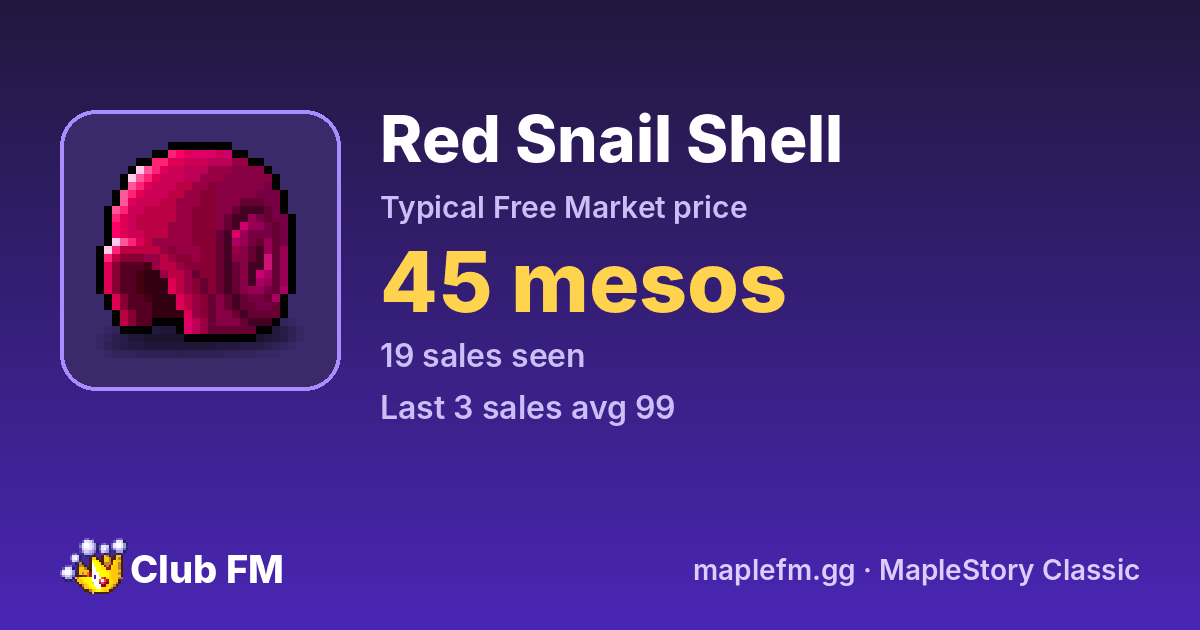 Red Snail Shell
Typical Free Market price
45 mesos
19 sales seen
Last 3 sales avg 99
Club FM
maplefm.gg · MapleStory Classic